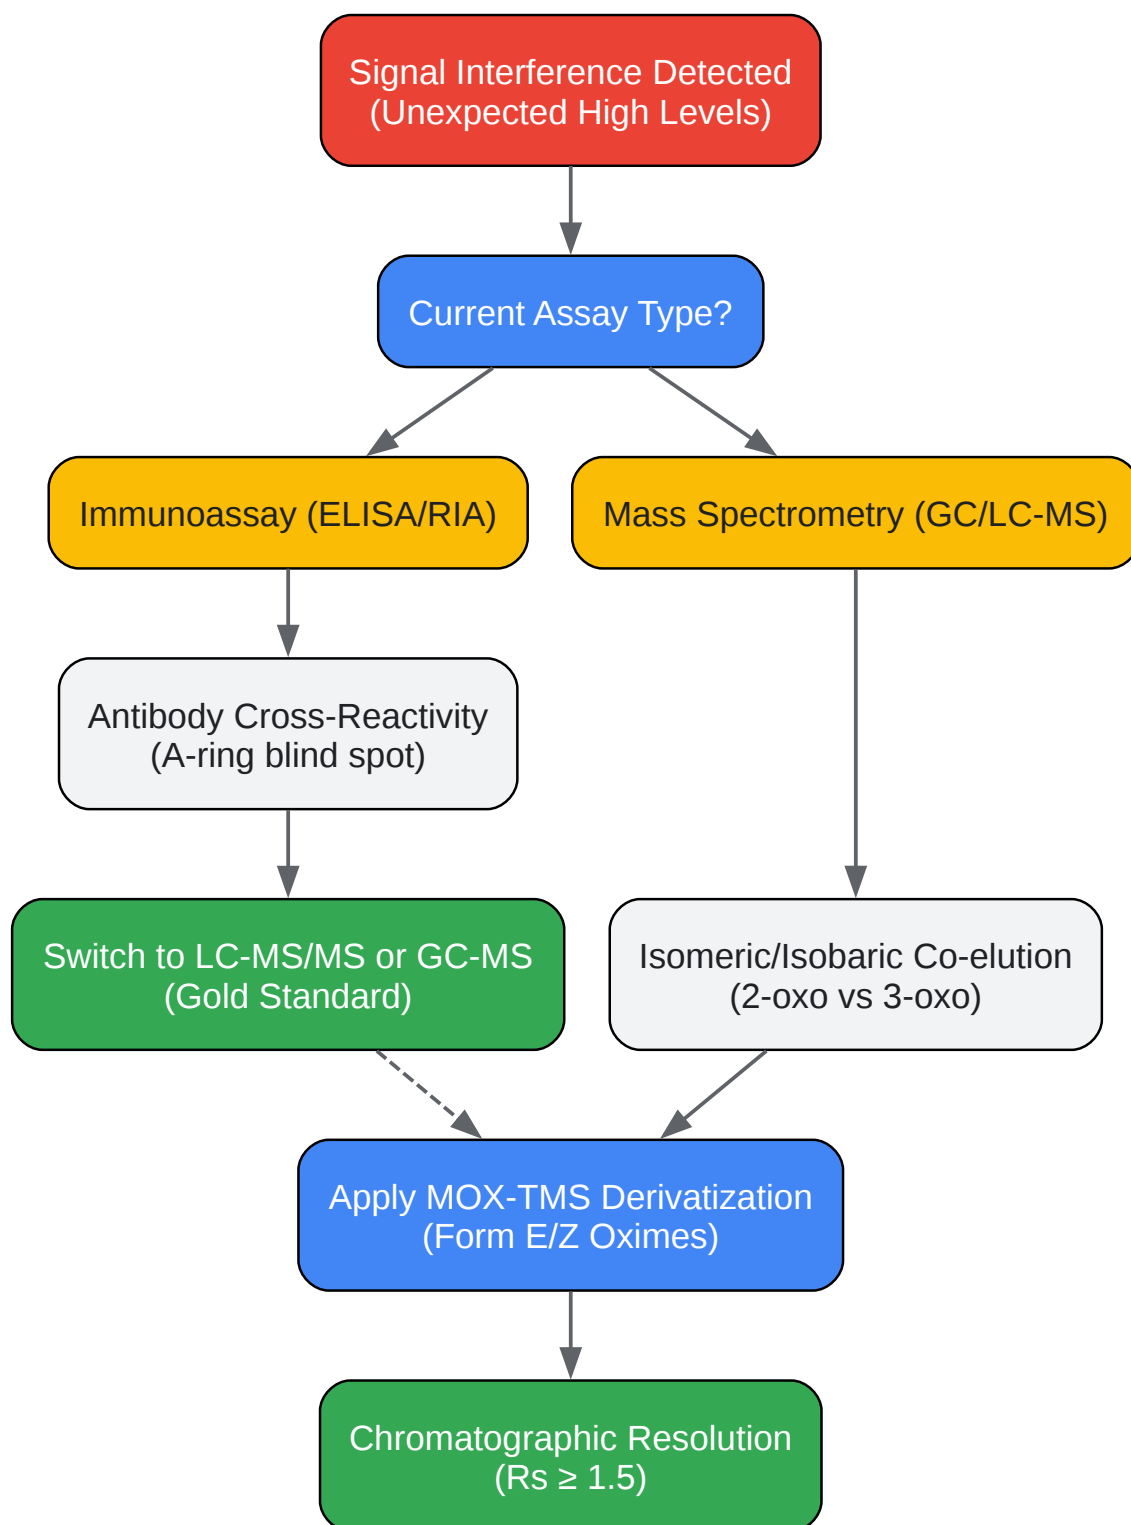 Signal Interference Detected
(Unexpected High Levels)
Current Assay Type?
Immunoassay (ELISA/RIA)
Mass Spectrometry (GC/LC-MS)
Antibody Cross-Reactivity
(A-ring blind spot)
Switch to LC-MS/MS or GC-MS
(Gold Standard)
Isomeric/Isobaric Co-elution
(2-oxo vs 3-oxo)
Apply MOX-TMS Derivatization
(Form E/Z Oximes)
Chromatographic Resolution
(Rs ≥ 1.5)